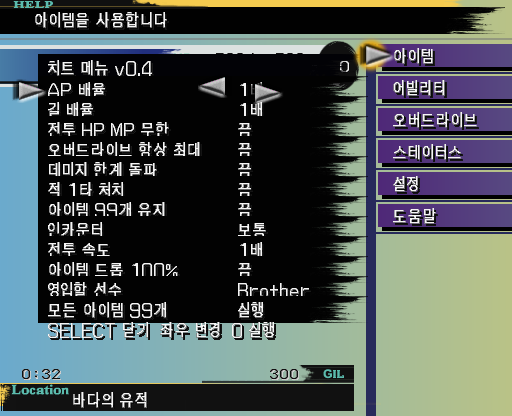 HELP
아이템을 사용합니다
치트 메뉴 v0.4
0
AP 배율 1배
길 배율 1배
전투 HP MP 무한 끔
오버드라이브 항상 최대 끔
데미지 한계 돌파 끔
적 1타 처치 끔
아이템 99개 유지 끔
인카운터 보통
전투 속도 1배
아이템 드롭 100% 끔
영입할 선수 Brother
모든 아이템 99개 실행
SELECT 닫기 좌우 변경 O 실행
아이템
어빌리티
오버드라이브
스테이터스
설정
도움말
0:32 300 GIL
Location
바다의 유적